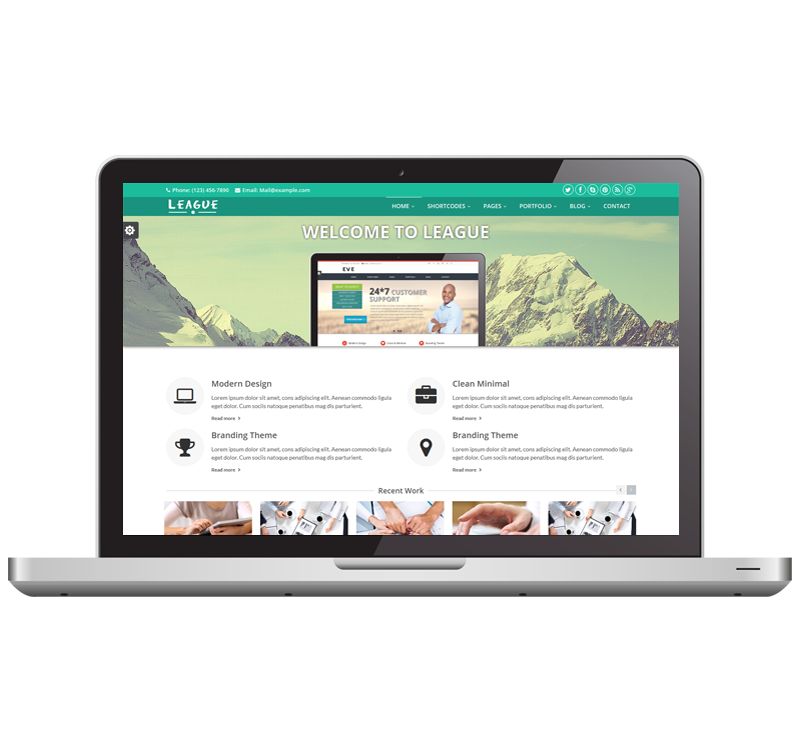 Phone: (123) 456-7890 Email: Mail@example.com
LEAGUE
HOME SHORTCODES PAGES PORTFOLIO BLOG CONTACT
WELCOME TO LEAGUE
EVE
24*7 CUSTOMER
SUPPORT
Modern Design
Lorem ipsum dolor sit amet, cons adipiscing elit. Aenean commodo ligula
eget dolor. Cum sociis natoque penatibus mag dis parturient.
Read more
Clean Minimal
Lorem ipsum dolor sit amet, cons adipiscing elit. Aenean commodo ligula
eget dolor. Cum sociis natoque penatibus mag dis parturient.
Read more
Branding Theme
Lorem ipsum dolor sit amet, cons adipiscing elit. Aenean commodo ligula
eget dolor. Cum sociis natoque penatibus mag dis parturient.
Read more
Branding Theme
Lorem ipsum dolor sit amet, cons adipiscing elit. Aenean commodo ligula
eget dolor. Cum sociis natoque penatibus mag dis parturient.
Read more
Recent Work